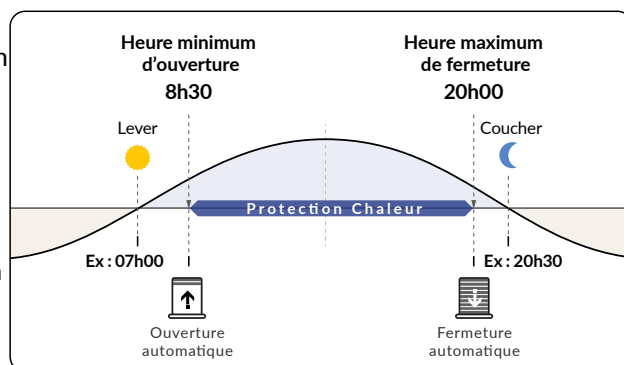 Heure minimum
d'ouverture
8h30
Heure maximum
de fermeture
20h00
Lever
Coucher
Protection Chaleur
Ex : 07h00
Ex : 20h30
Ouverture
automatique
Fermeture
automatique